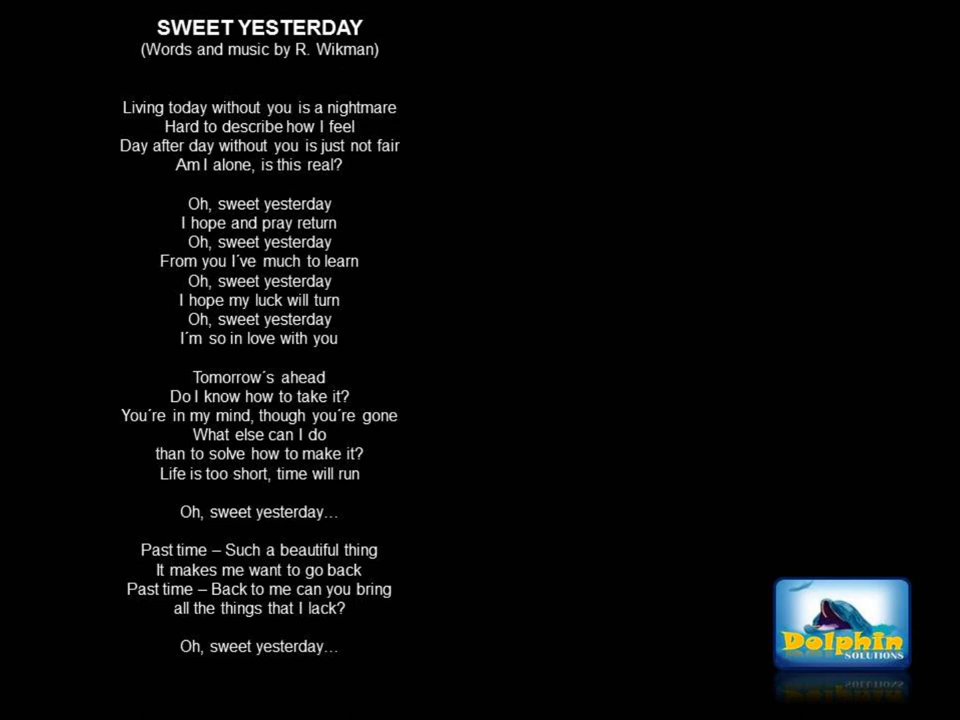 SWEET YESTERDAY
(Words and music by R. Wikman)
Living today without you is a nightmare
Hard to describe how I feel
Day after day without you is just not fair
Am I alone, is this real?
Oh, sweet yesterday
I hope and pray return
Oh, sweet yesterday
From you I´ve much to learn
Oh, sweet yesterday
I hope my luck will turn
Oh, sweet yesterday
I´m so in love with you
Tomorrow´s ahead
Do I know how to take it?
You´re in my mind, though you´re gone
What else can I do
than to solve how to make it?
Life is too short, time will run
Oh, sweet yesterday…
Past time – Such a beautiful thing
It makes me want to go back
Past time – Back to me can you bring
all the things that I lack?
Oh, sweet yesterday…
Dolphin
SOLUTIONS